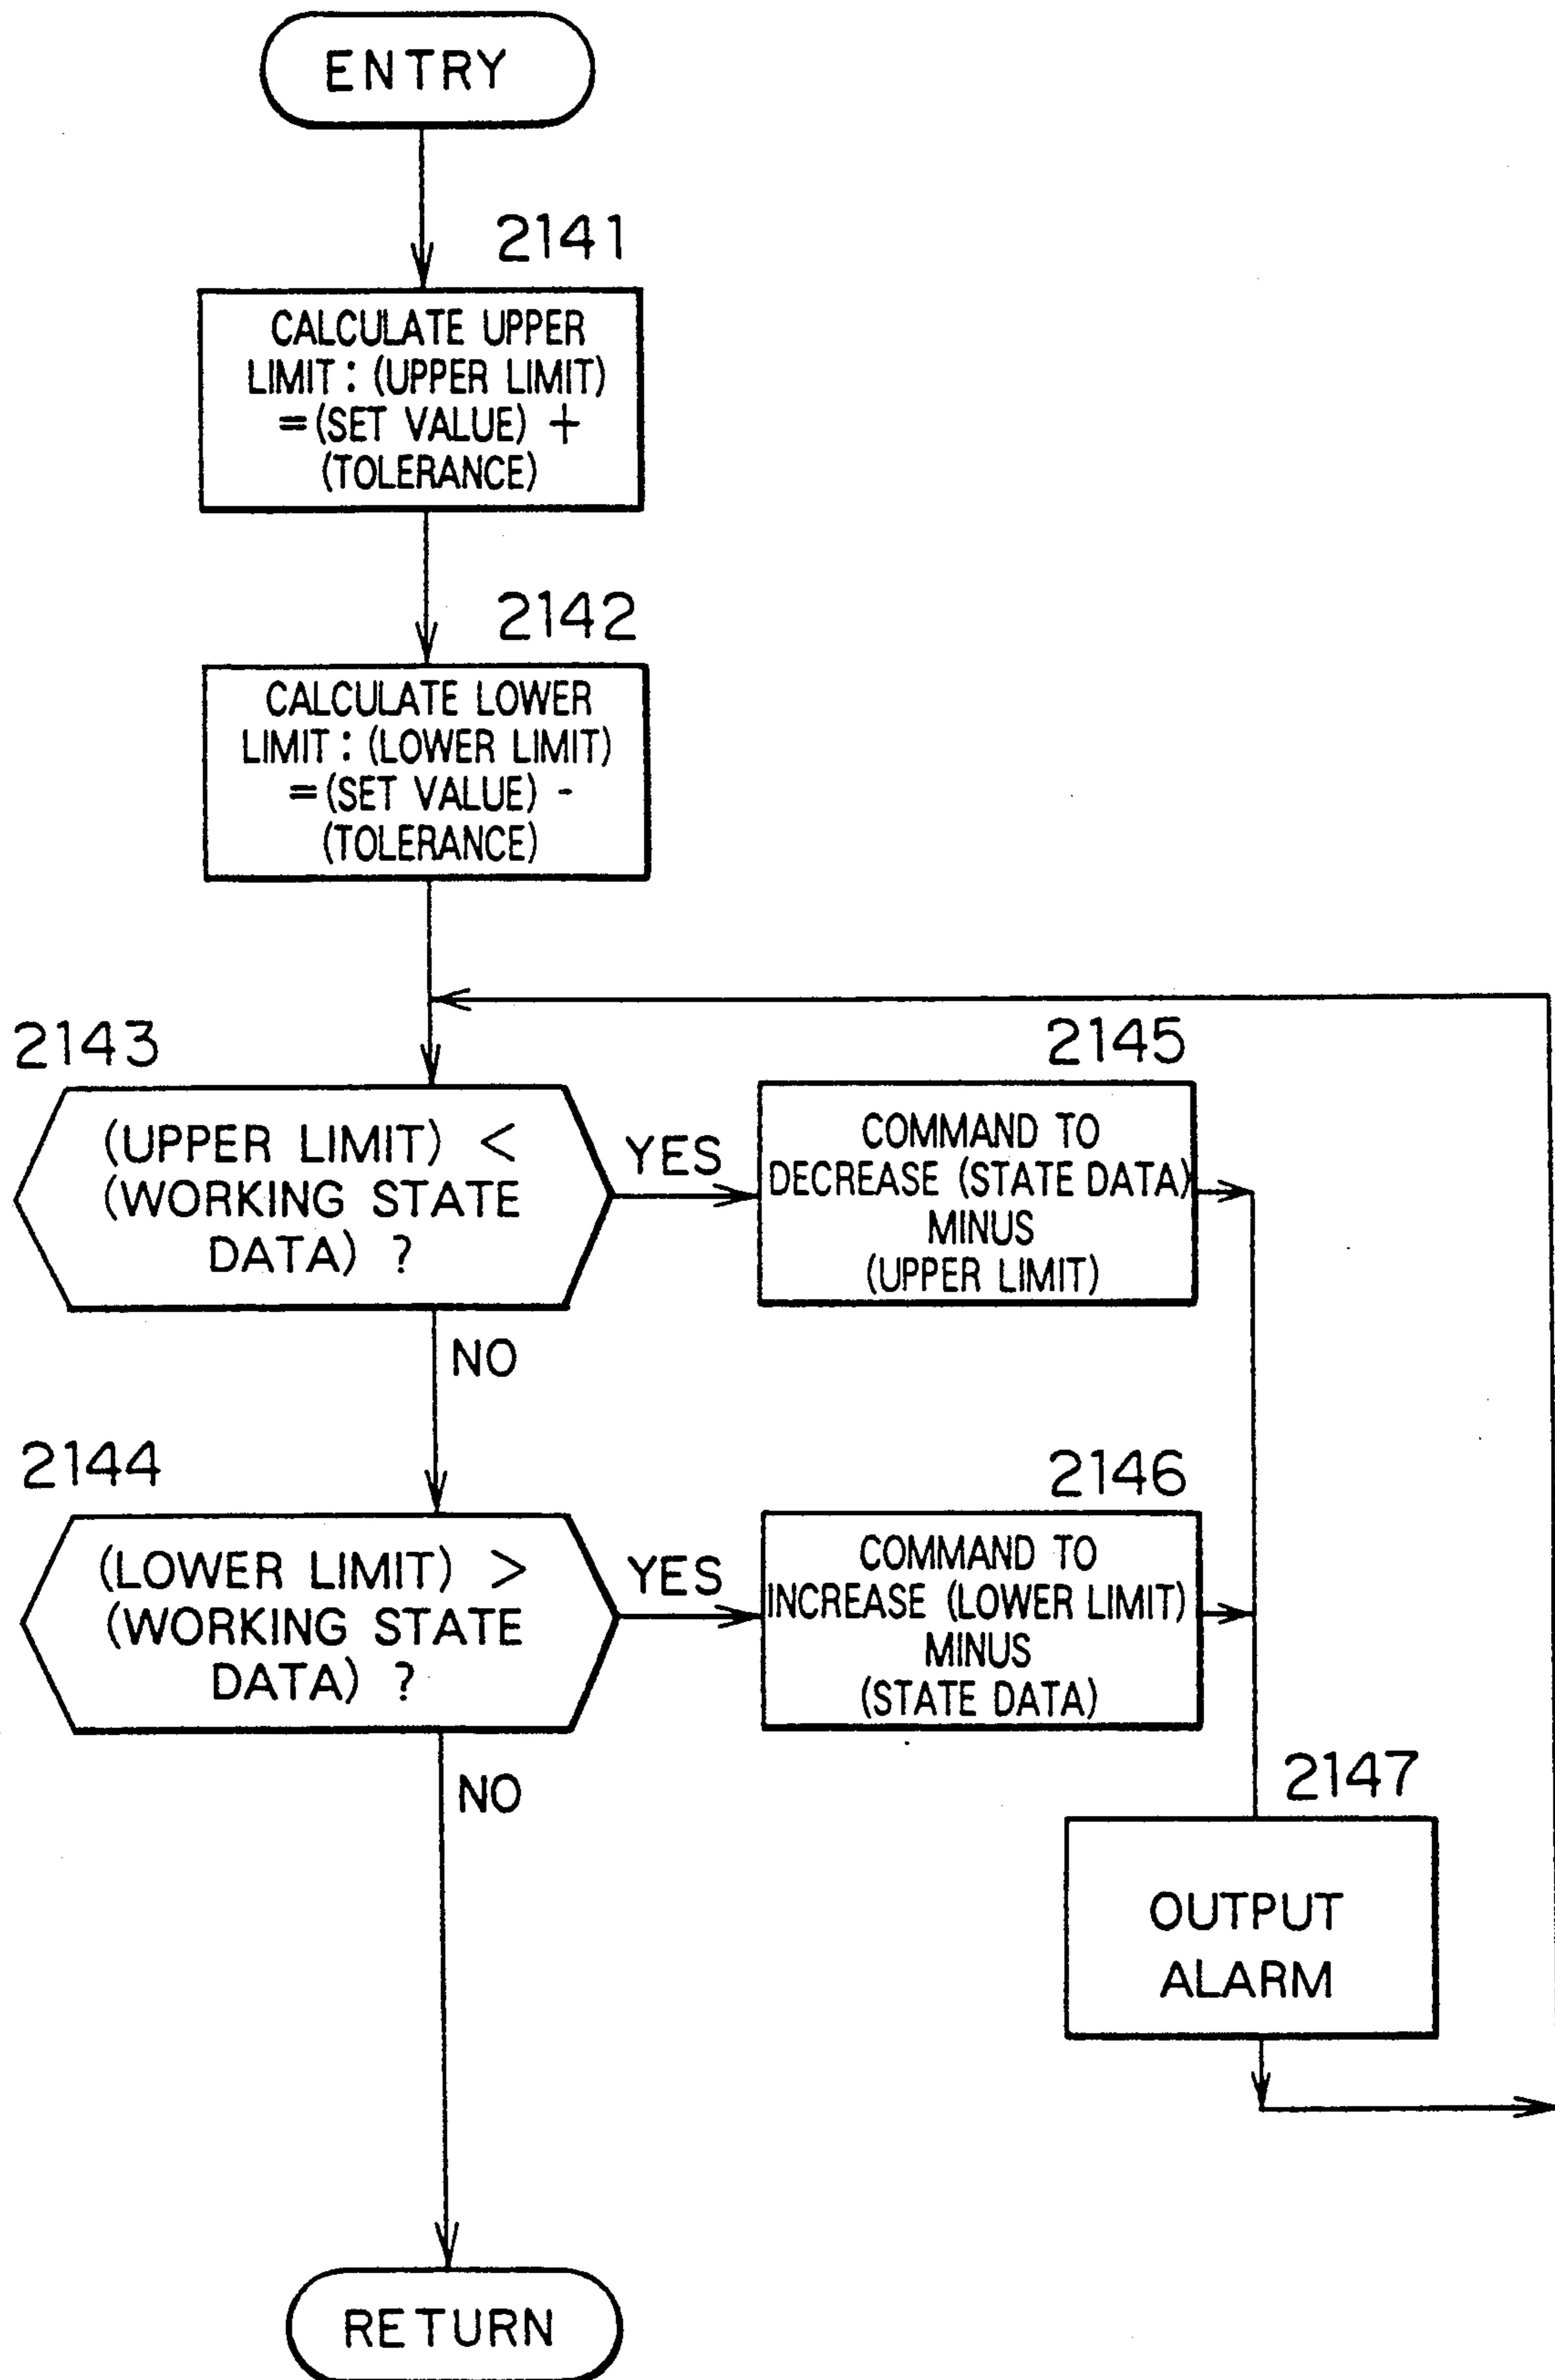 ENTRY
2141
CALCULATE UPPER
LIMIT : (UPPER LIMIT)
=(SET VALUE) +
(TOLERANCE)
2142
CALCULATE LOWER
LIMIT : (LOWER LIMIT)
=(SET VALUE) -
(TOLERANCE)
2143
(UPPER LIMIT) <
(WORKING STATE
DATA) ?
YES
NO
2145
COMMAND TO
DECREASE (STATE DATA)
MINUS
(UPPER LIMIT)
2144
(LOWER LIMIT) >
(WORKING STATE
DATA) ?
YES
NO
2146
COMMAND TO
INCREASE (LOWER LIMIT)
MINUS
(STATE DATA)
2147
OUTPUT
ALARM
RETURN